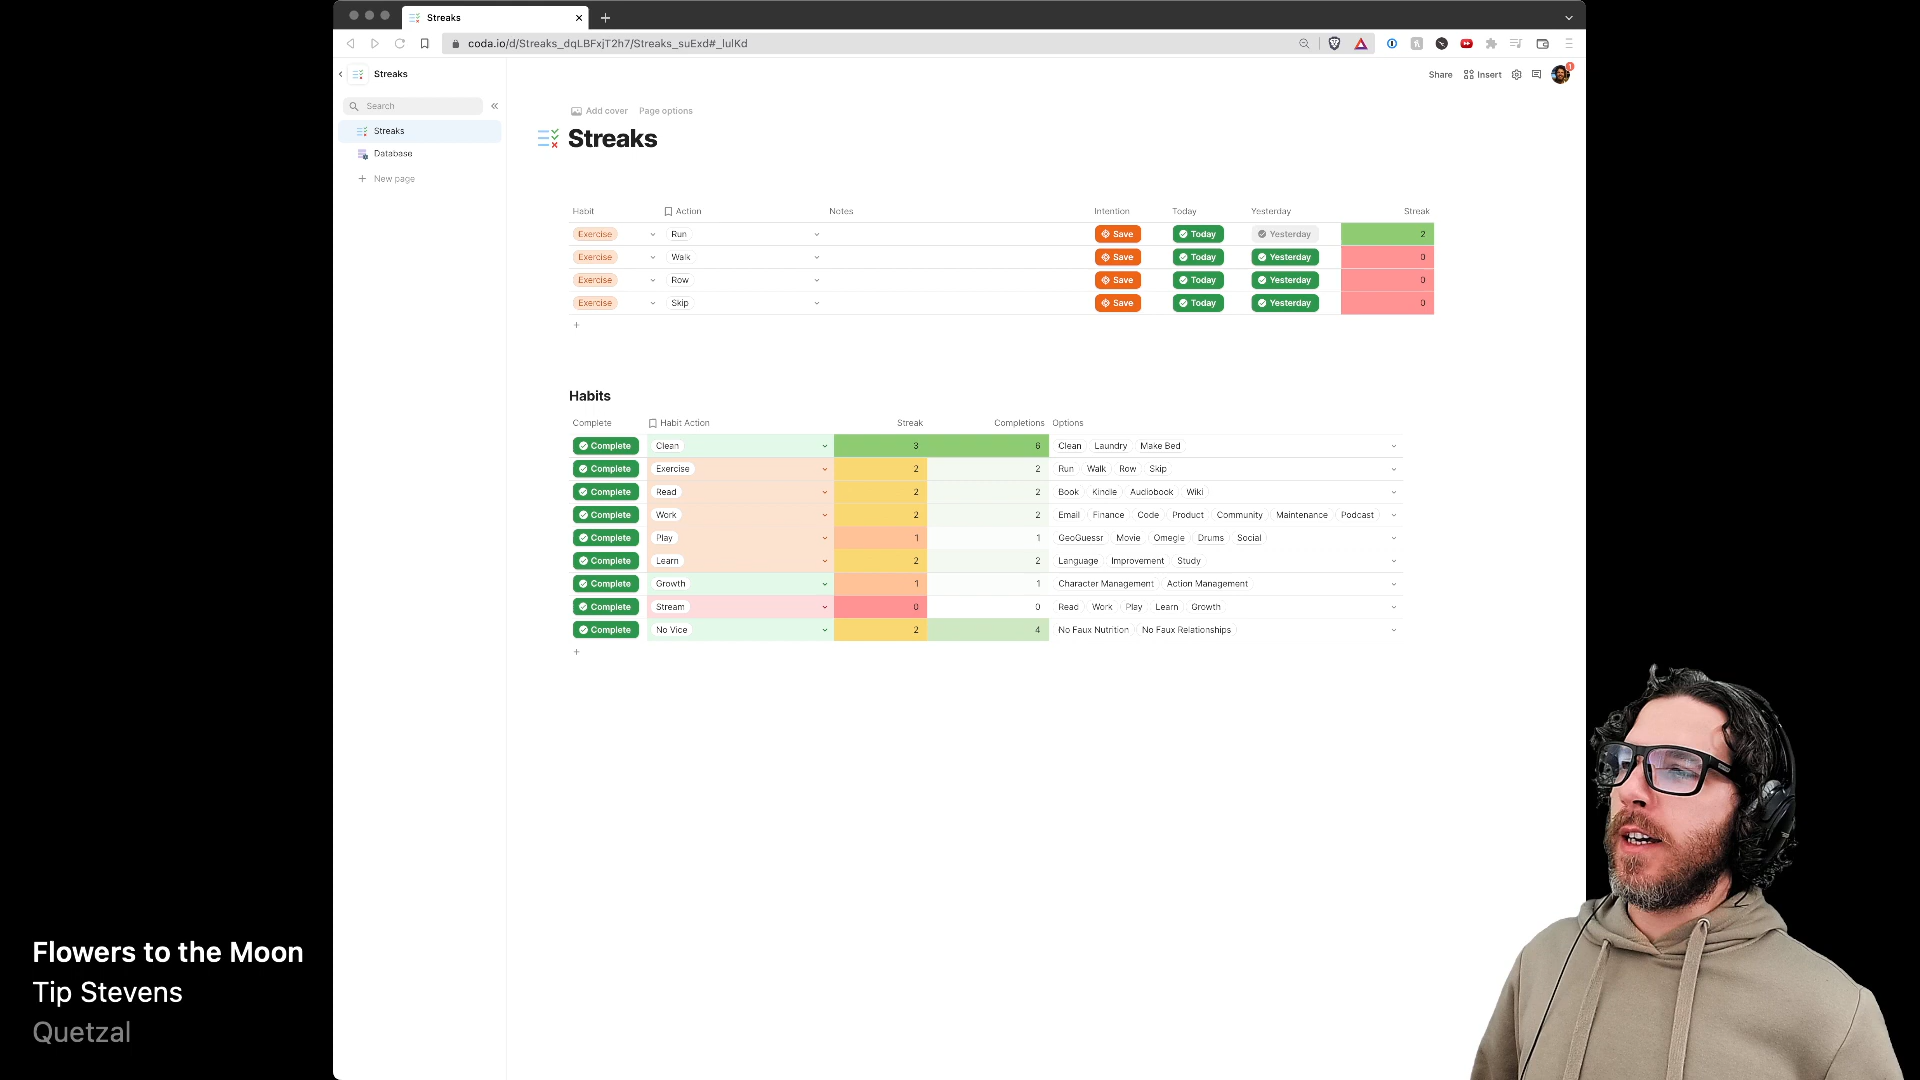 Streaks
coda.io/d/Streaks_dqLBFxjT2h7/Streaks_suExd#_lulKd
Streaks
Share Insert 1
Search
Streaks
Database
New page
Add cover Page options
Streaks
Habit Action Notes Intention Today Yesterday Streak
Exercise Run Save Today Yesterday 2
Exercise Walk Save Today Yesterday 0
Exercise Row Save Today Yesterday 0
Exercise Skip Save Today Yesterday 0
Habits
Complete Habit Action Streak Completions Options
Complete Clean 3 6 Clean Laundry Make Bed
Complete Exercise 2 2 Run Walk Row Skip
Complete Read 2 2 Book Kindle Audiobook Wiki
Complete Work 2 2 Email Finance Code Product Community Maintenance Podcast
Complete Play 1 1 GeoGuessr Movie Omegle Drums Social
Complete Learn 2 2 Language Improvement Study
Complete Growth 1 1 Character Management Action Management
Complete Stream 0 0 Read Work Play Learn Growth
Complete No Vice 2 4 No Faux Nutrition No Faux Relationships
Flowers to the Moon
Tip Stevens
Quetzal